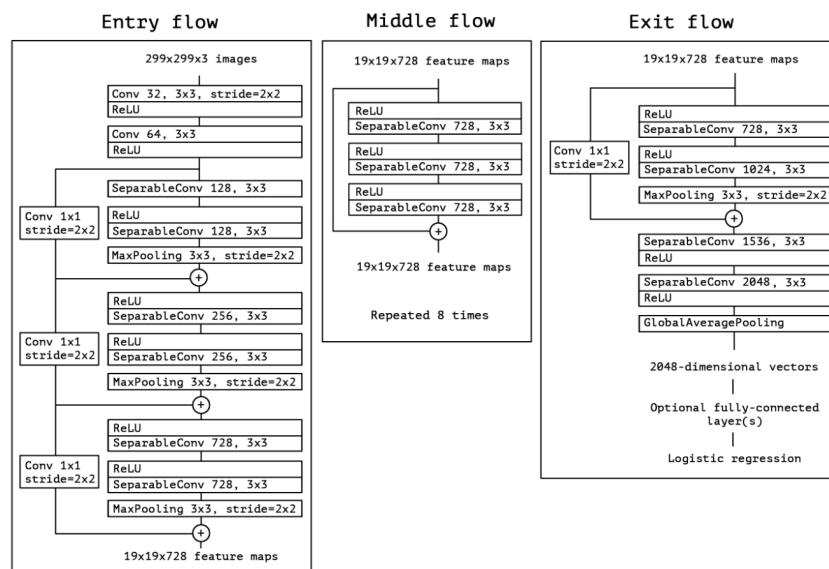 Entry flow
299x299x3 images
Conv 32, 3x3, stride=2x2
ReLU
Conv 64, 3x3
ReLU
SeparableConv 128, 3x3
Conv 1x1
stride=2x2
ReLU
SeparableConv 128, 3x3
MaxPooling 3x3, stride=2x2
+
ReLU
SeparableConv 256, 3x3
Conv 1x1
stride=2x2
ReLU
SeparableConv 256, 3x3
MaxPooling 3x3, stride=2x2
+
ReLU
SeparableConv 728, 3x3
Conv 1x1
stride=2x2
ReLU
SeparableConv 728, 3x3
MaxPooling 3x3, stride=2x2
+
19x19x728 feature maps
Middle flow
19x19x728 feature maps
ReLU
SeparableConv 728, 3x3
ReLU
SeparableConv 728, 3x3
ReLU
SeparableConv 728, 3x3
+
19x19x728 feature maps
Repeated 8 times
Exit flow
19x19x728 feature maps
ReLU
SeparableConv 728, 3x3
Conv 1x1
stride=2x2
ReLU
SeparableConv 1024, 3x3
MaxPooling 3x3, stride=2x2
+
SeparableConv 1536, 3x3
ReLU
SeparableConv 2048, 3x3
ReLU
GlobalAveragePooling
2048-dimensional vectors
Optional fully-connected
layer(s)
Logistic regression